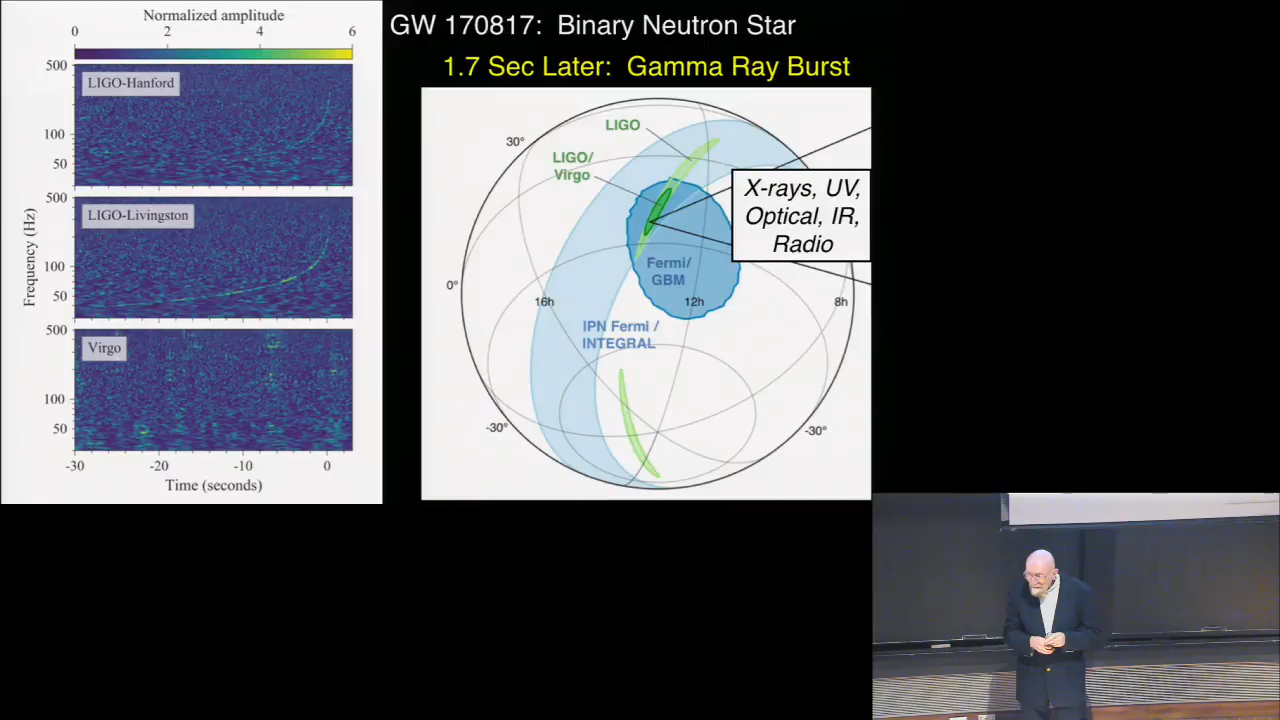 Normalized amplitude
0 2 4 6
500
LIGO-Hanford
100
50
500
LIGO-Livingston
100
50
500
Virgo
100
50
Frequency (Hz)
-30 -20 -10 0
Time (seconds)
GW 170817: Binary Neutron Star
1.7 Sec Later: Gamma Ray Burst
LIGO
30°
LIGO/
Virgo
X-rays, UV,
Optical, IR,
Radio
Fermi/
GBM
0°
16h 12h 8h
IPN Fermi /
INTEGRAL
-30° -30°